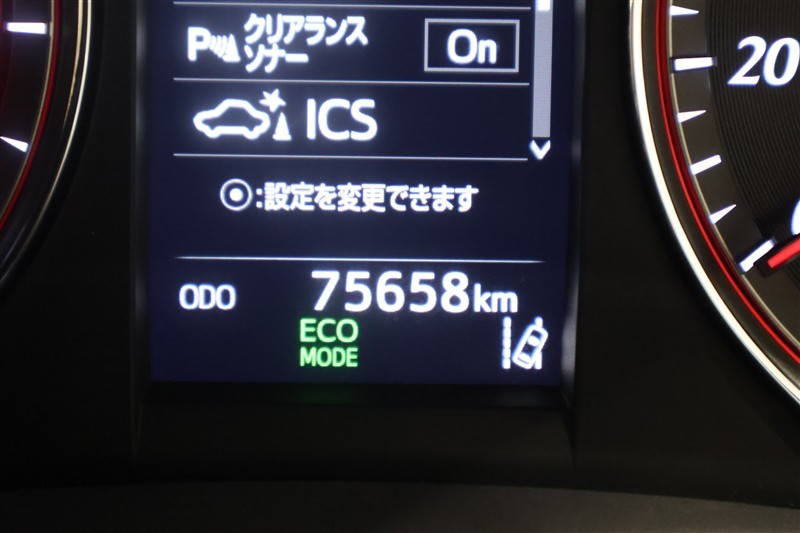 P クリアランス
ソナー On
ICS
:設定を変更できます
ODO 75658km
ECO
MODE
20